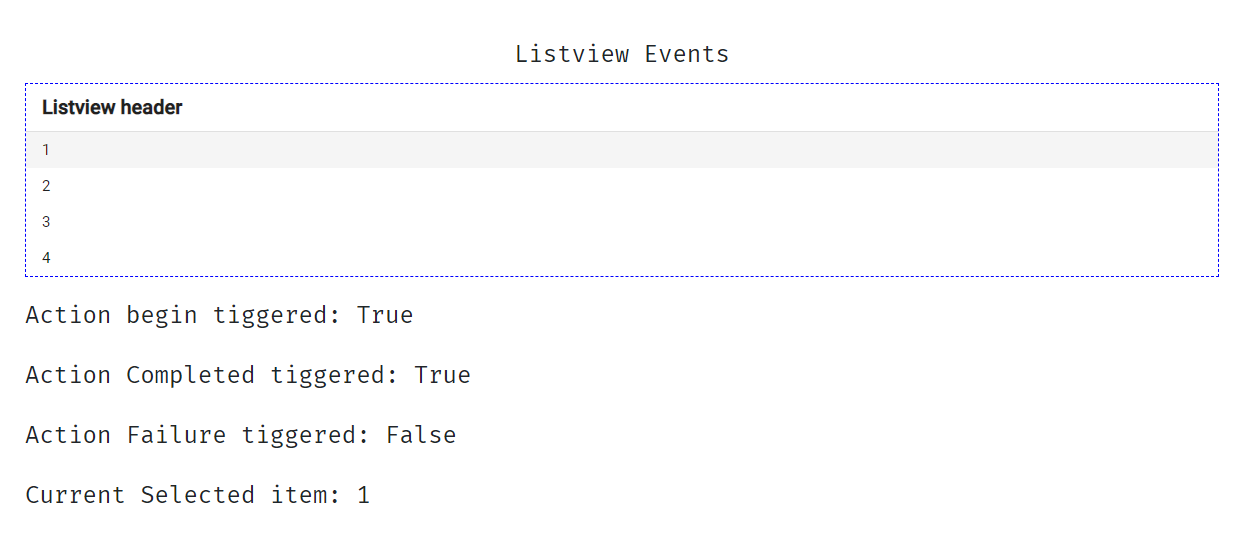 Listview Events
Listview header
1
2
3
4
Action begin tiggered: True
Action Completed tiggered: True
Action Failure tiggered: False
Current Selected item: 1